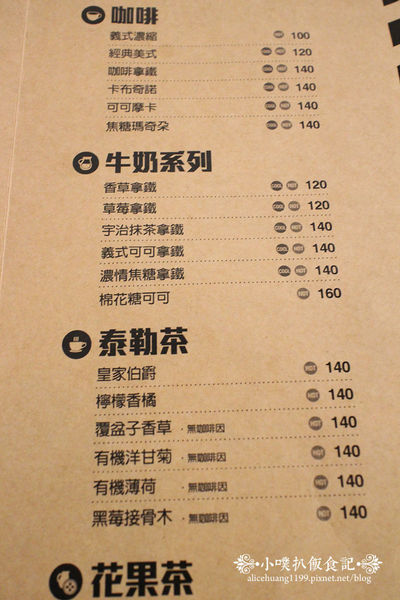 咖啡
義式濃縮 HOT 100
經典美式 COOL HOT 120
咖啡拿鐵 COOL HOT 140
卡布奇諾 COOL HOT 140
可可摩卡 COOL HOT 140
焦糖瑪奇朵 COOL HOT 140
牛奶系列
香草拿鐵 COOL HOT 120
草莓拿鐵 COOL HOT 120
宇治抹茶拿鐵 COOL HOT 140
義式可可拿鐵 COOL HOT 140
濃情焦糖拿鐵 COOL HOT 140
棉花糖可可 HOT 160
泰勒茶
皇家伯爵 HOT 140
檸檬香橘 HOT 140
覆盆子香草 ·無咖啡因 HOT 140
有機洋甘菊 ·無咖啡因 HOT 140
有機薄荷 ·無咖啡因 HOT 140
黑莓接骨木 ·無咖啡因 HOT 140
花果茶
小噗扒飯食記
alicehuang1199.pixnet.net/blog